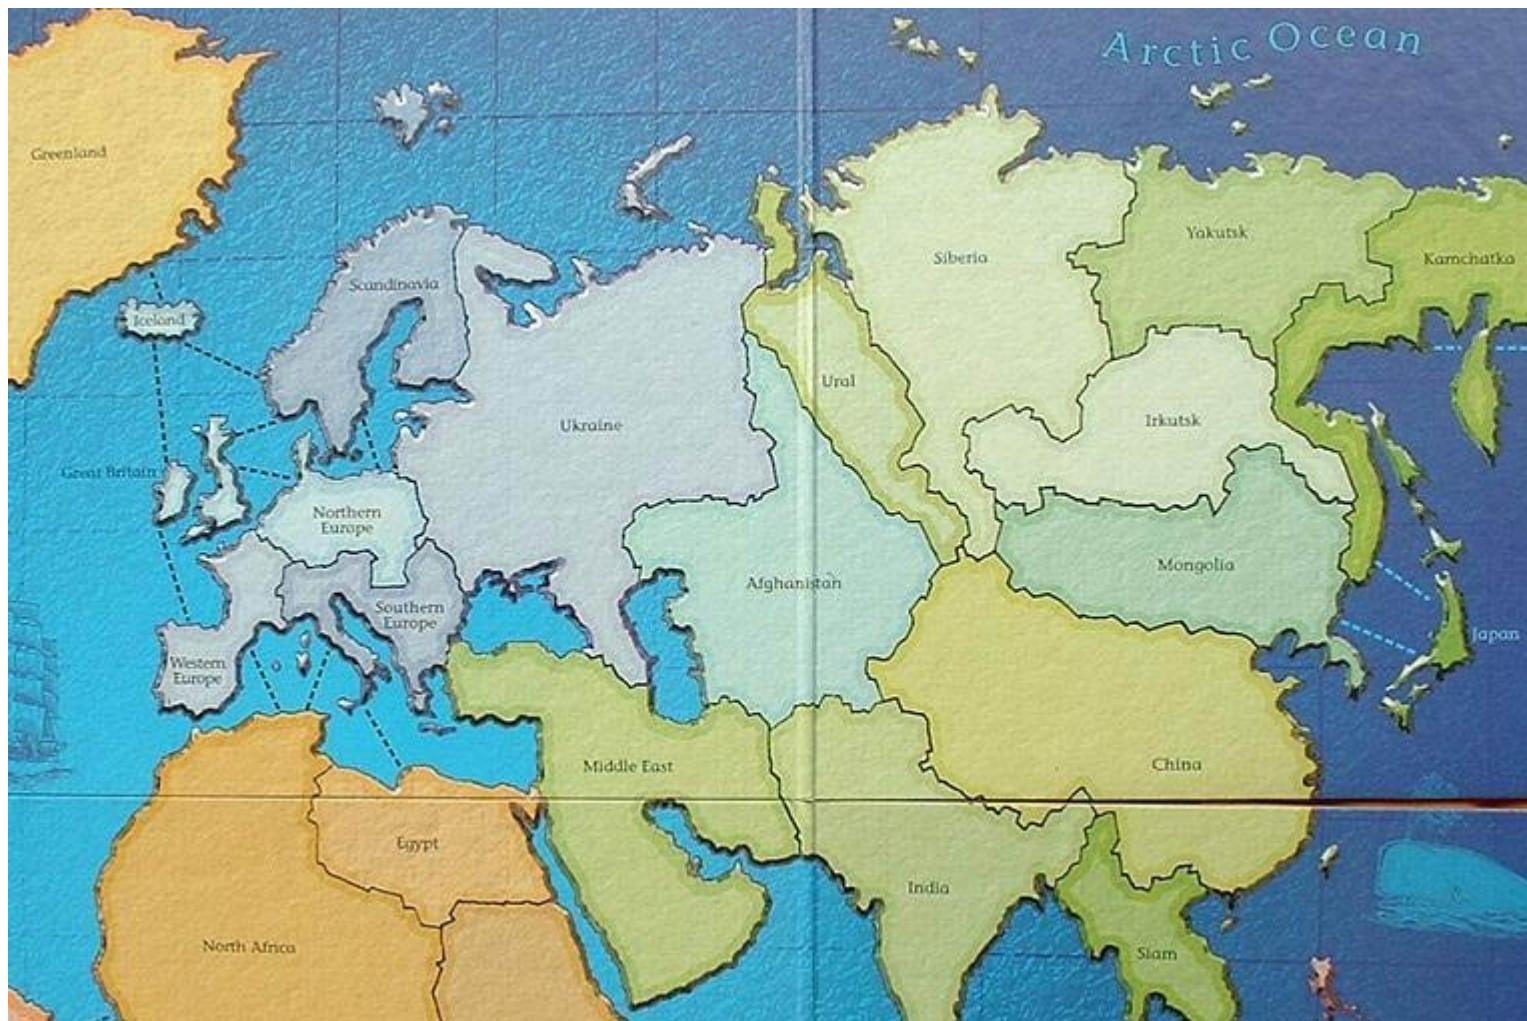 Arctic Ocean
Greenland
Yakutsk
Scandinavia
Siberia
Kamchatka
Iceland
Ural
Ukraine
Irkutsk
Great Britain
Northern
Europe
Mongolia
Afghanistan
Southern
Europe
Japan
Western
Europe
Middle East
China
Egypt
India
North Africa
Siam